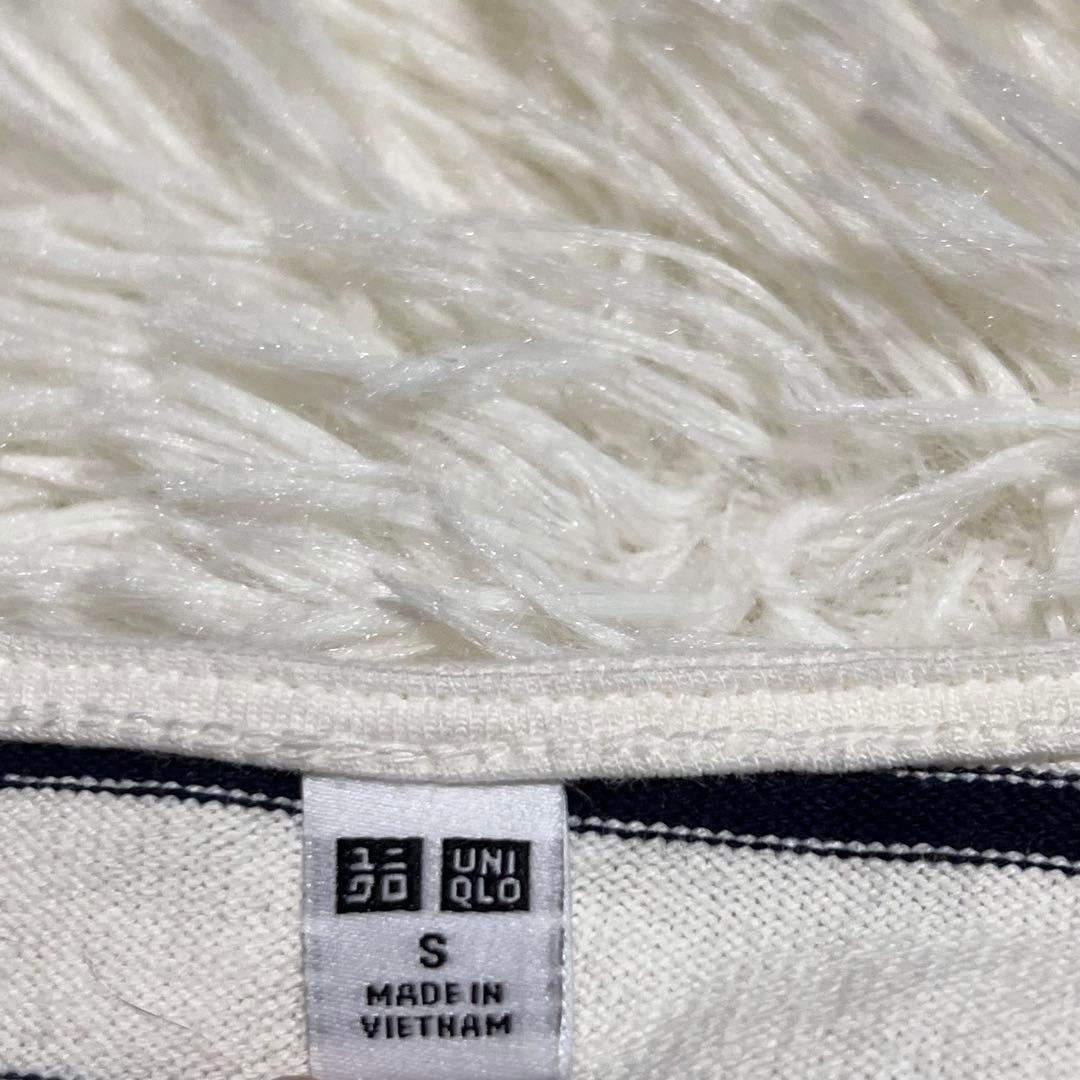 ユニ UNI
クロ QLO
S
MADE IN
VIETNAM